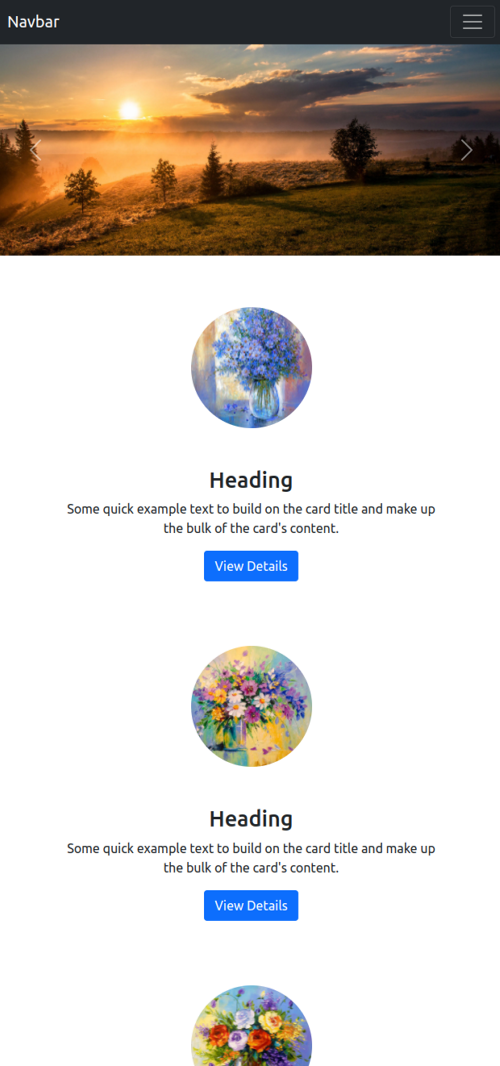 Navbar
Heading
Some quick example text to build on the card title and make up
the bulk of the card's content.
View Details
Heading
Some quick example text to build on the card title and make up
the bulk of the card's content.
View Details